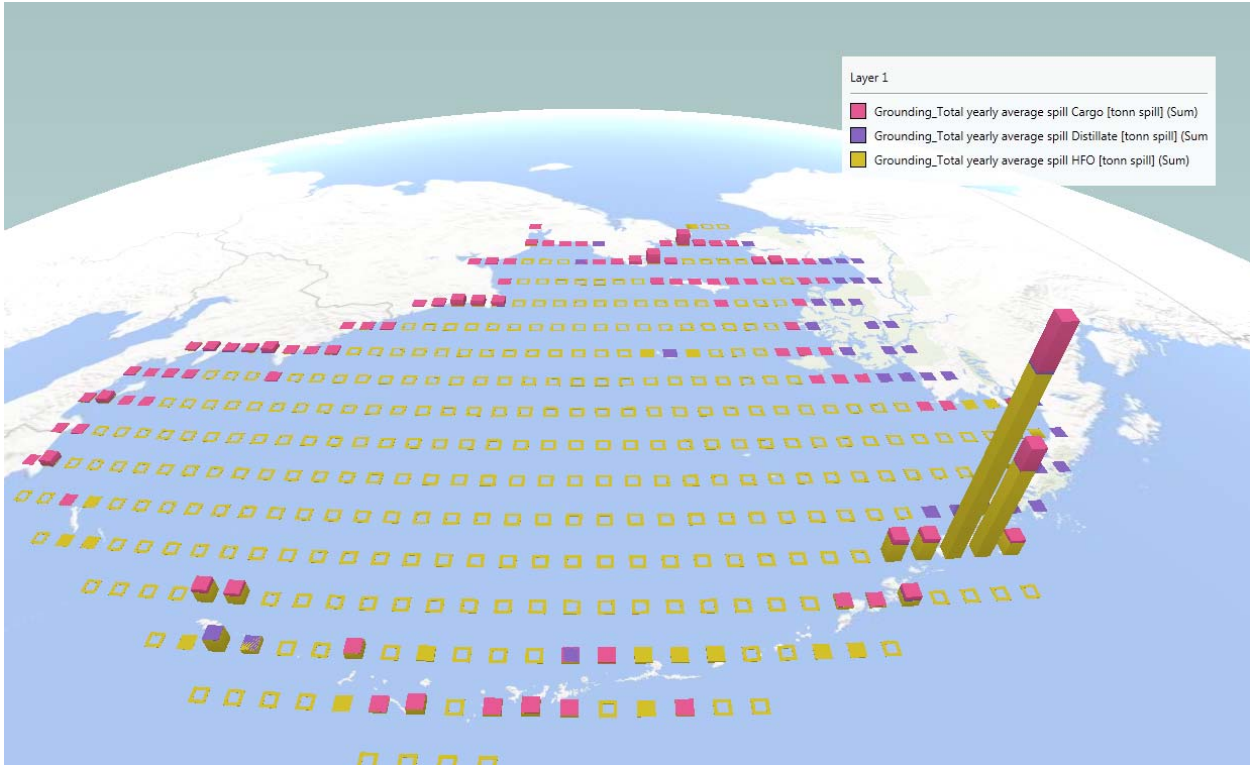 Layer 1
Grounding_Total yearly average spill Cargo [tonn spill] (Sum)
Grounding_Total yearly average spill Distillate [tonn spill] (Sum
Grounding_Total yearly average spill HFO [tonn spill] (Sum)